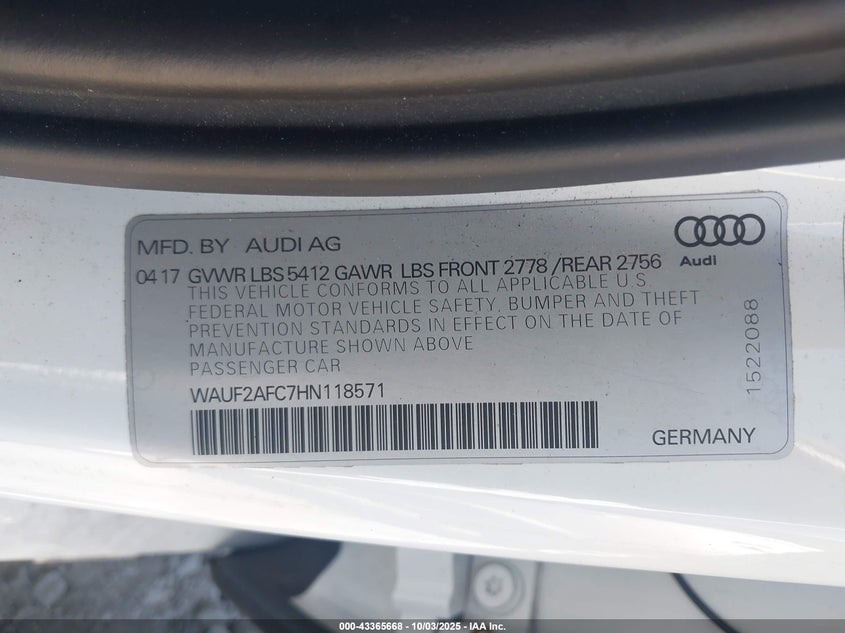 MFD. BY AUDI AG
Audi
04 17 GVWR LBS 5412 GAWR LBS FRONT 2778 /REAR 2756
THIS VEHICLE CONFORMS TO ALL APPLICABLE U.S.
FEDERAL MOTOR VEHICLE SAFETY, BUMPER AND THEFT
PREVENTION STANDARDS IN EFFECT ON THE DATE OF
MANUFACTURE SHOWN ABOVE
PASSENGER CAR
WAUF2AFC7HN118571
1522088
GERMANY
000-43365668 - 10/03/2025 - IAA Inc.